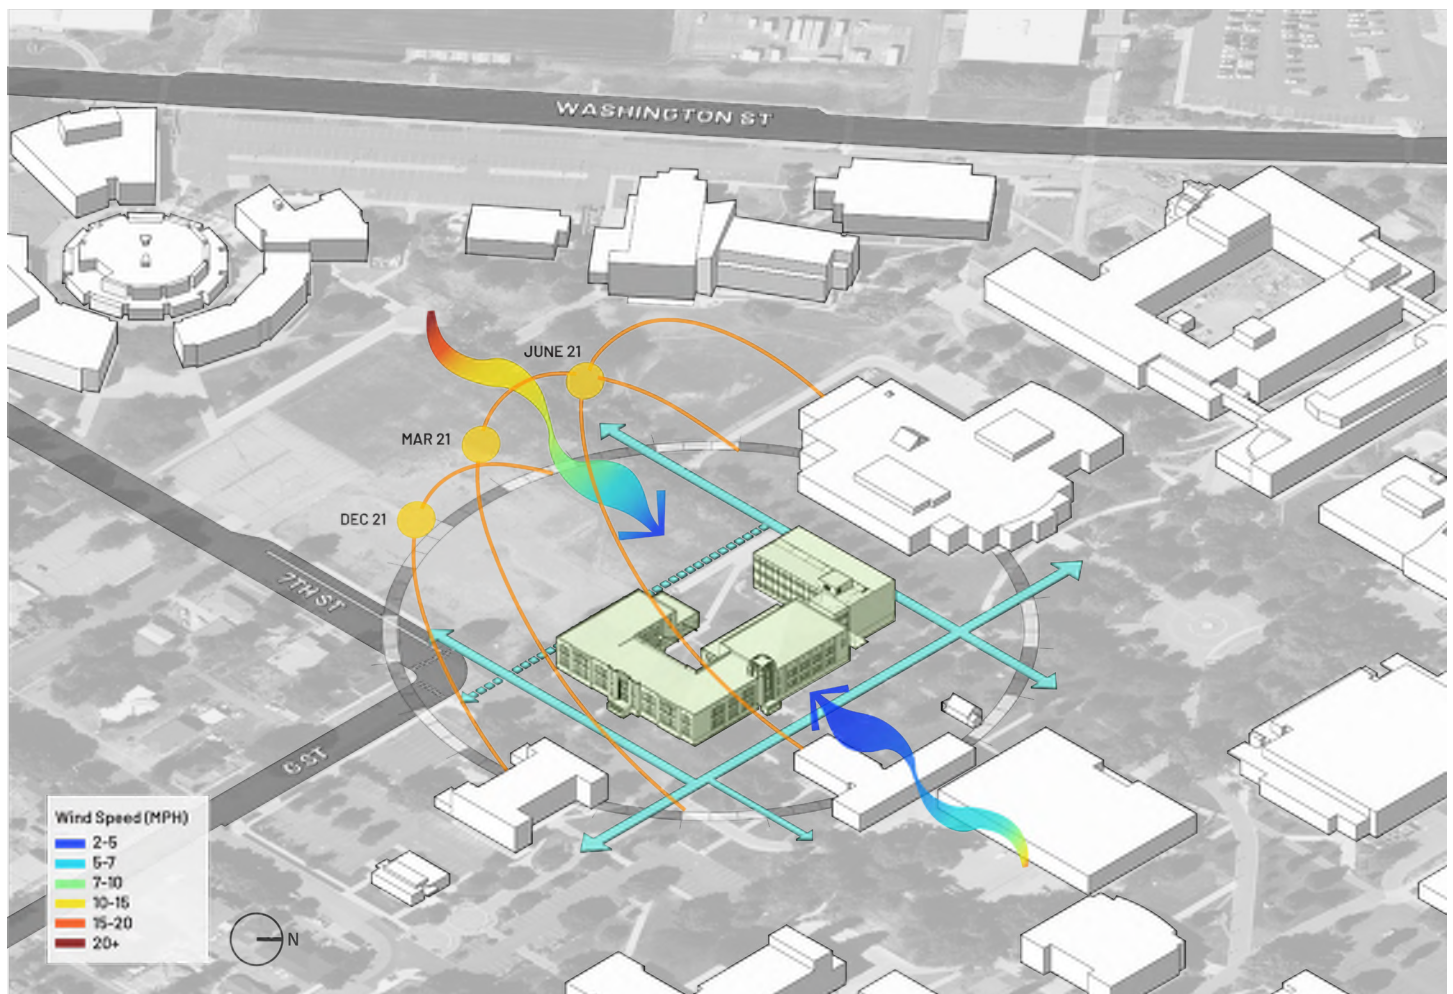 WASHINGTON ST
JUNE 21
MAR 21
DEC 21
7TH ST
G ST
Wind Speed (MPH)
2-5
5-7
7-10
10-15
15-20
20+
N